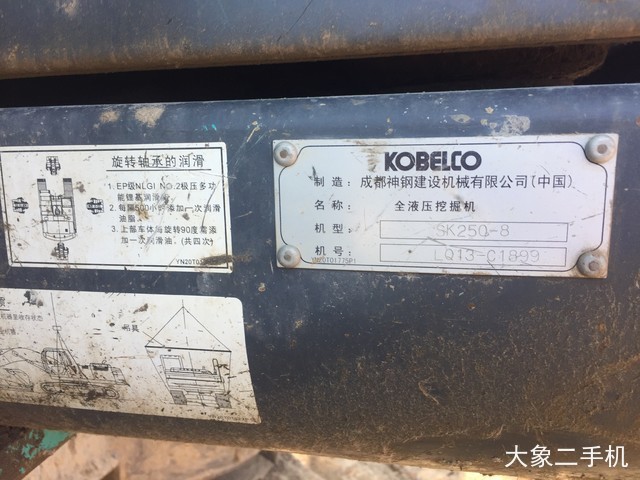 旋转轴承的润滑
1. EP级NLGI NO.2极压多功
能锂基润滑
2. 每隔500小 添加一次润滑
油脂
3. 上部车体每旋转90度需添
加一次润滑油.(共四次)
YN20T0
KOBELCO
制造: 成都神钢建设机械有限公司(中国)
名称: 全液压挖掘机
机型: SK250-8
机号: LQ13-C1899
YN20T01779P1
吊具
大象二手机